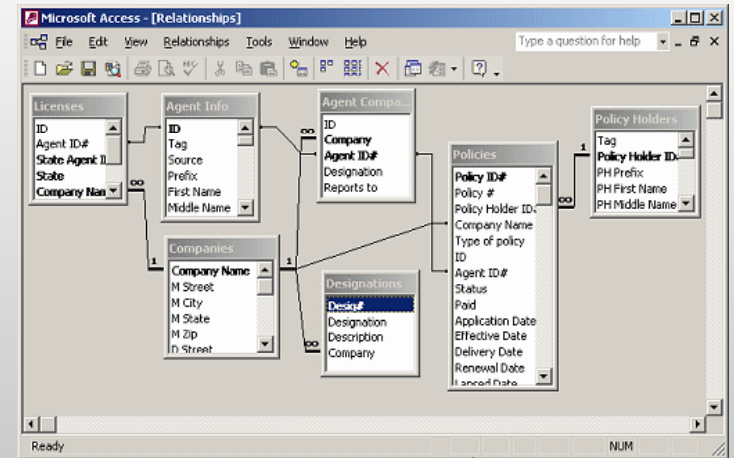 Microsoft Access - [Relationships]
File Edit View Relationships Tools Window Help
Type a question for help
Licenses
ID
Agent ID#
State Agent I
State
Company Nan
Agent Info
ID
Tag
Source
Prefix
First Name
Middle Name
Agent Compa...
ID
Company
Agent ID#
Designation
Reports to
Policies
Policy ID#
Policy #
Policy Holder ID
Company Name
Type of policy
ID
Agent ID#
Status
Paid
Application Date
Effective Date
Delivery Date
Renewal Date
Lapsed Date
Policy Holders
Tag
Policy Holder ID
PH Prefix
PH First Name
PH Middle Name
Companies
Company Name
M Street
M City
M State
M Zip
D Street
Designations
Desig#
Designation
Description
Company
∞
1
∞
1
∞
∞
1
Ready
NUM